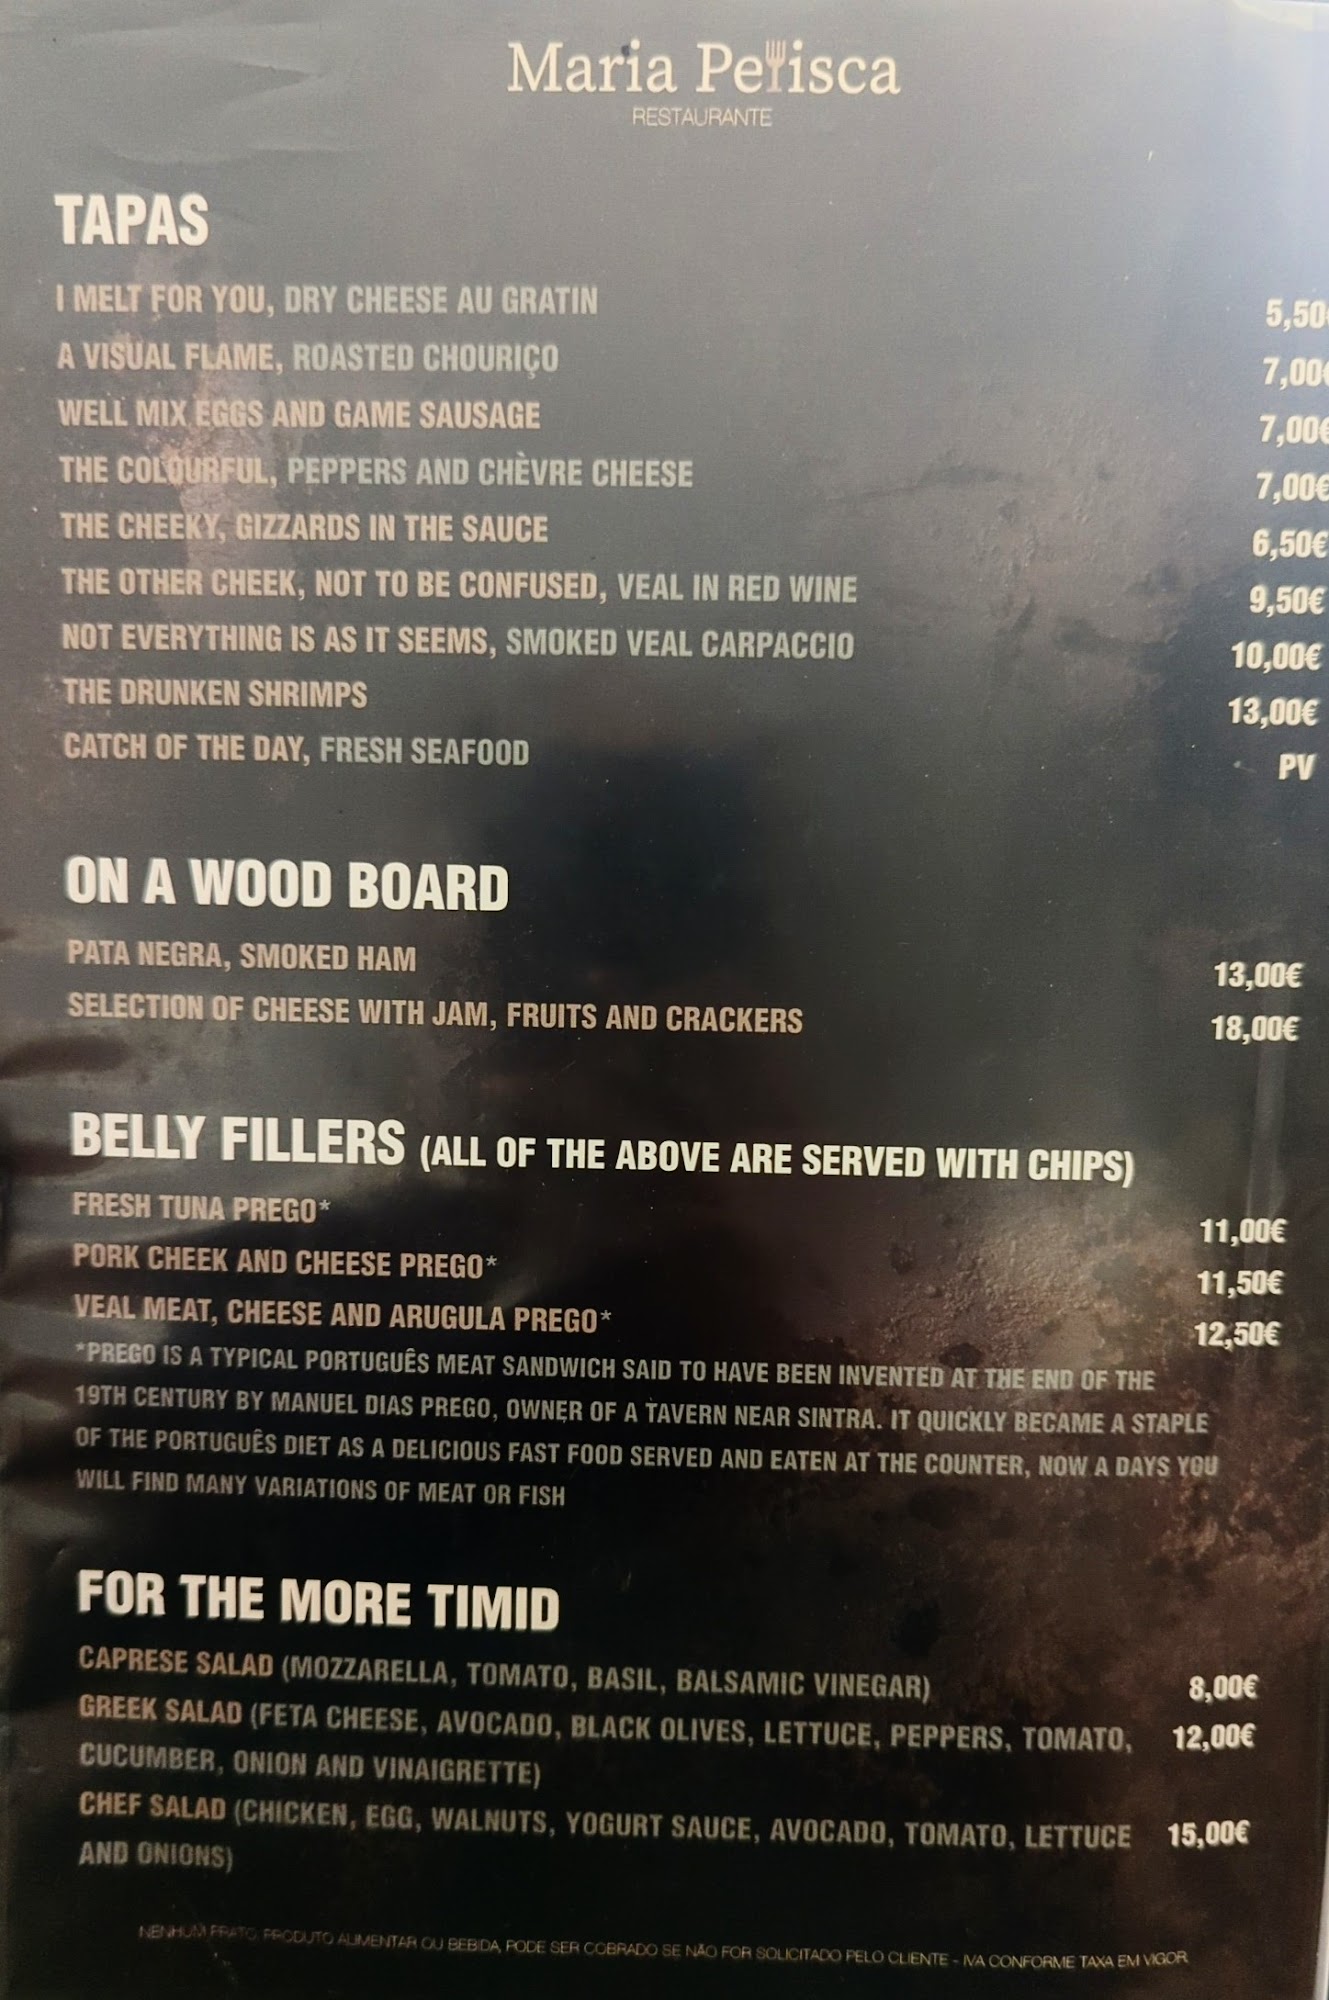 Maria Petisca
RESTAURANTE
TAPAS
I MELT FOR YOU, DRY CHEESE AU GRATIN 5,50€
A VISUAL FLAME, ROASTED CHOURIÇO 7,00€
WELL MIX EGGS AND GAME SAUSAGE 7,00€
THE COLOURFUL, PEPPERS AND CHÈVRE CHEESE 7,00€
THE CHEEKY, GIZZARDS IN THE SAUCE 6,50€
THE OTHER CHEEK, NOT TO BE CONFUSED, VEAL IN RED WINE 9,50€
NOT EVERYTHING IS AS IT SEEMS, SMOKED VEAL CARPACCIO 10,00€
THE DRUNKEN SHRIMPS 13,00€
CATCH OF THE DAY, FRESH SEAFOOD PV
ON A WOOD BOARD
PATA NEGRA, SMOKED HAM 13,00€
SELECTION OF CHEESE WITH JAM, FRUITS AND CRACKERS 18,00€
BELLY FILLERS (ALL OF THE ABOVE ARE SERVED WITH CHIPS)
FRESH TUNA PREGO* 11,00€
PORK CHEEK AND CHEESE PREGO* 11,50€
VEAL MEAT, CHEESE AND ARUGULA PREGO* 12,50€
*PREGO IS A TYPICAL PORTUGUÊS MEAT SANDWICH SAID TO HAVE BEEN INVENTED AT THE END OF THE
19TH CENTURY BY MANUEL DIAS PREGO, OWNER OF A TAVERN NEAR SINTRA. IT QUICKLY BECAME A STAPLE
OF THE PORTUGUÊS DIET AS A DELICIOUS FAST FOOD SERVED AND EATEN AT THE COUNTER, NOW A DAYS YOU
WILL FIND MANY VARIATIONS OF MEAT OR FISH
FOR THE MORE TIMID
CAPRESE SALAD (MOZZARELLA, TOMATO, BASIL, BALSAMIC VINEGAR) 8,00€
GREEK SALAD (FETA CHEESE, AVOCADO, BLACK OLIVES, LETTUCE, PEPPERS, TOMATO, 12,00€
CUCUMBER, ONION AND VINAIGRETTE)
CHEF SALAD (CHICKEN, EGG, WALNUTS, YOGURT SAUCE, AVOCADO, TOMATO, LETTUCE 15,00€
AND ONIONS)
NENHUM PRATO, PRODUTO ALIMENTAR OU BEBIDA, PODE SER COBRADO SE NÃO FOR SOLICITADO PELO CLIENTE - IVA CONFORME TAXA EM VIGOR